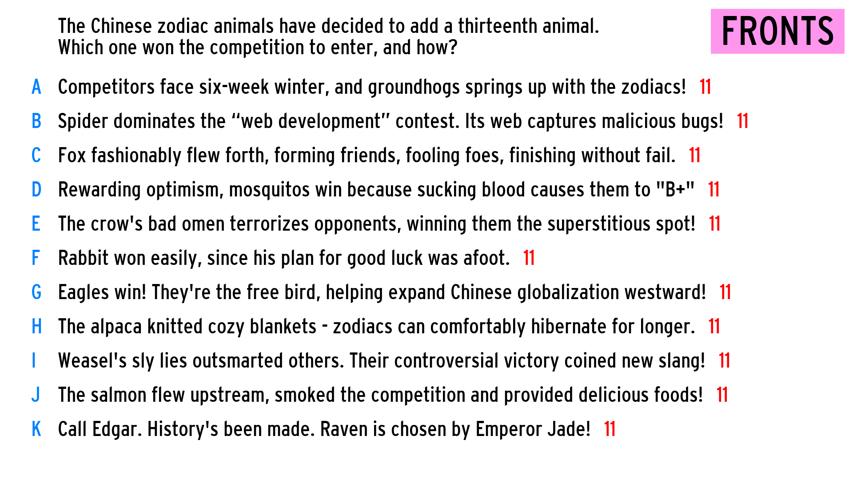 The Chinese zodiac animals have decided to add a thirteenth animal.
Which one won the competition to enter, and how?
FRONTS
A Competitors face six-week winter, and groundhogs springs up with the zodiacs! 11
B Spider dominates the “web development” contest. Its web captures malicious bugs! 11
C Fox fashionably flew forth, forming friends, fooling foes, finishing without fail. 11
D Rewarding optimism, mosquitos win because sucking blood causes them to "B+" 11
E The crow's bad omen terrorizes opponents, winning them the superstitious spot! 11
F Rabbit won easily, since his plan for good luck was afoot. 11
G Eagles win! They're the free bird, helping expand Chinese globalization westward! 11
H The alpaca knitted cozy blankets - zodiacs can comfortably hibernate for longer. 11
I Weasel's sly lies outsmarted others. Their controversial victory coined new slang! 11
J The salmon flew upstream, smoked the competition and provided delicious foods! 11
K Call Edgar. History's been made. Raven is chosen by Emperor Jade! 11